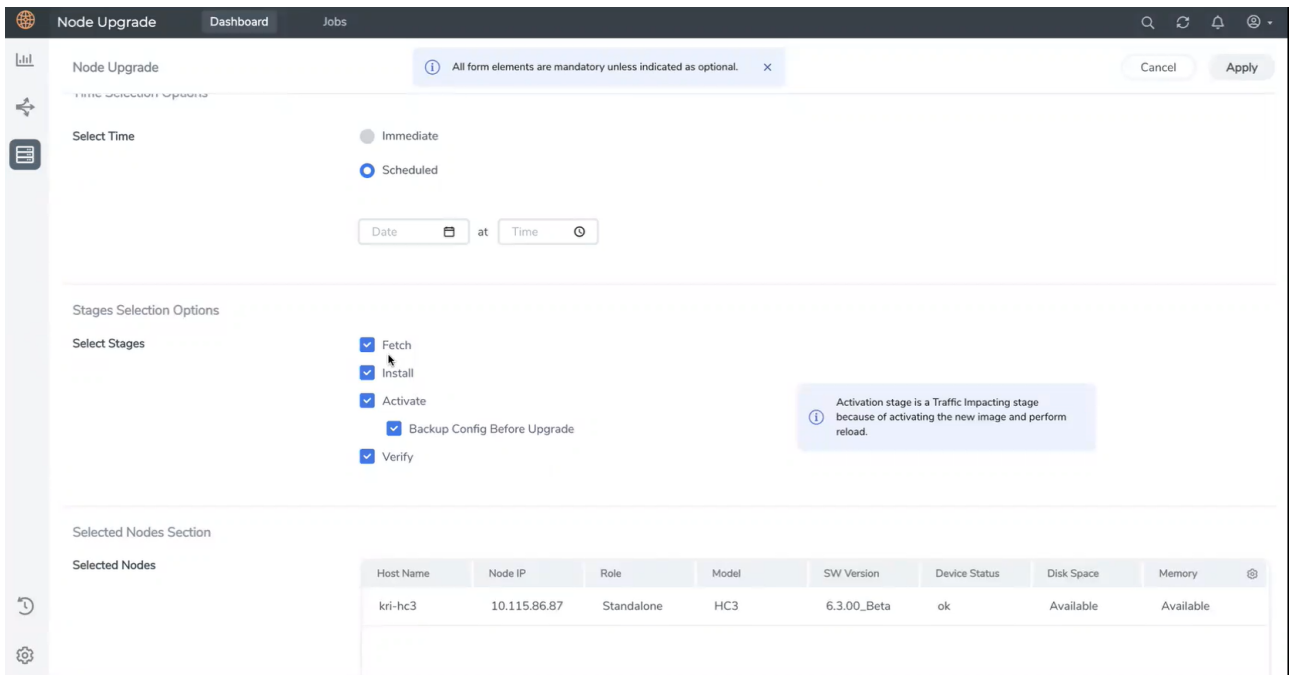 Node Upgrade Dashboard Jobs
Node Upgrade
All form elements are mandatory unless indicated as optional.
Cancel Apply
Time Selection Options
Select Time
Immediate
Scheduled
Date at Time
Stages Selection Options
Select Stages
Fetch
Install
Activate
Backup Config Before Upgrade
Verify
Activation stage is a Traffic Impacting stage
because of activating the new image and perform
reload.
Selected Nodes Section
Selected Nodes
Host Name Node IP Role Model SW Version Device Status Disk Space Memory
kri-hc3 10.115.86.87 Standalone HC3 6.3.00_Beta ok Available Available